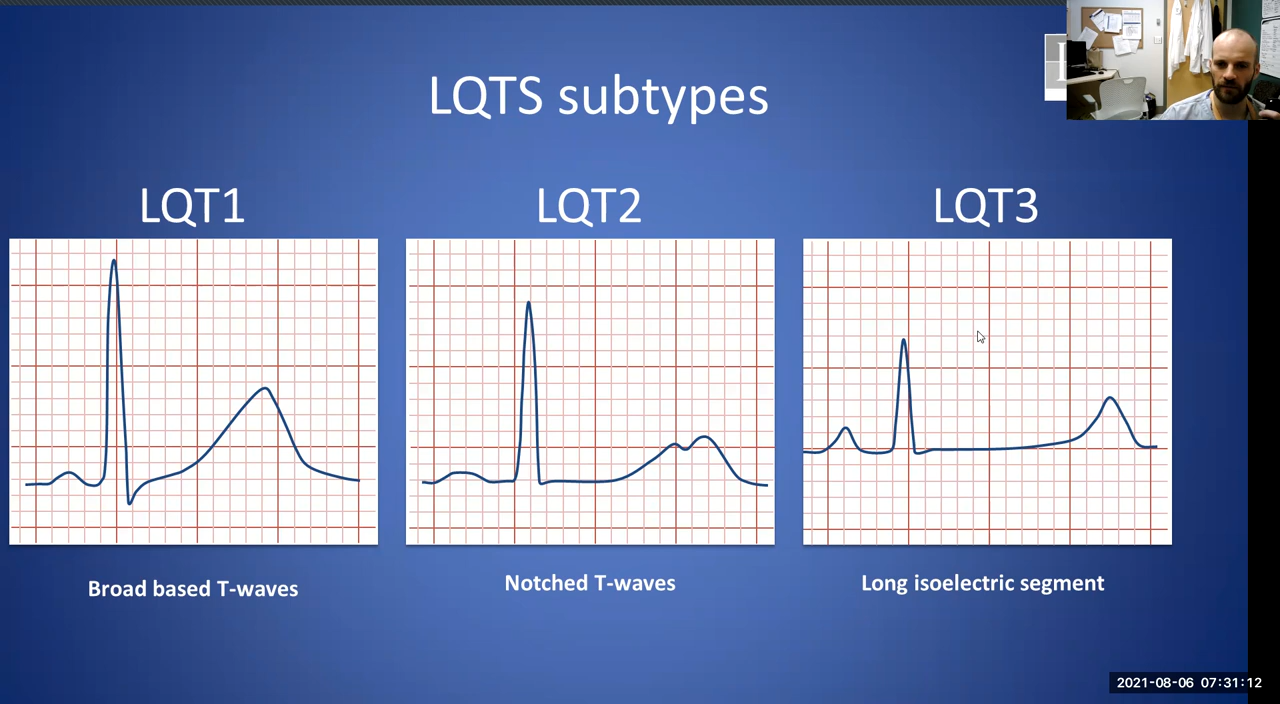 LQTS subtypes
LQT1
LQT2
LQT3
Broad based T-waves
Notched T-waves
Long isoelectric segment
2021-08-06 07:31:12